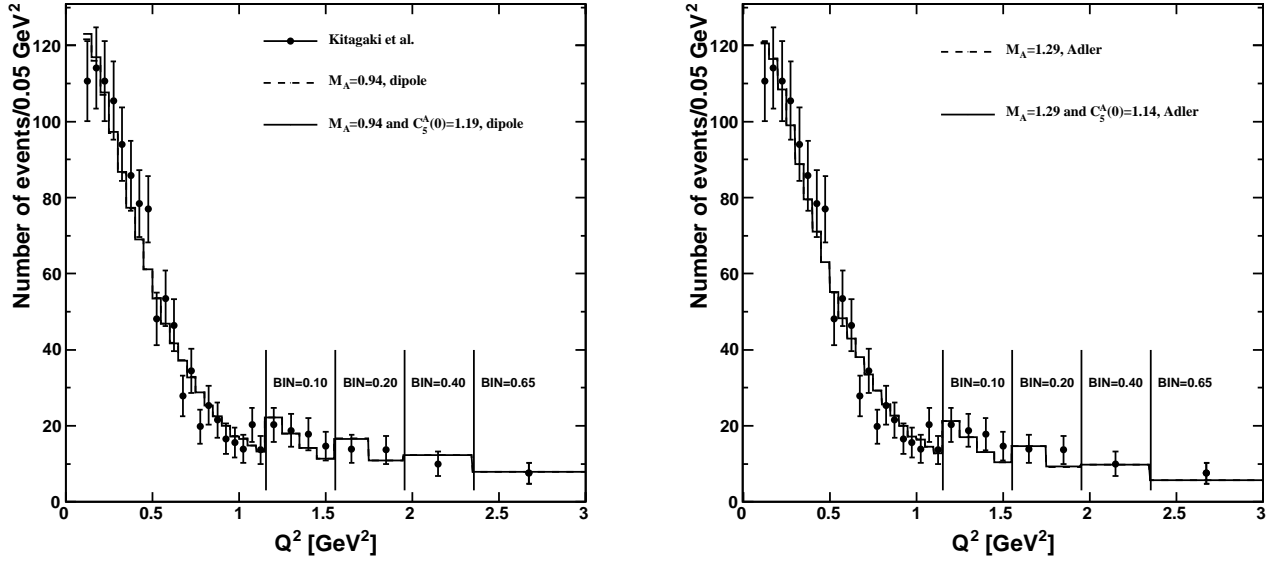 Number of events/0.05 GeV²
120
100
80
60
40
20
0
Kitagaki et al.
M_A=0.94, dipole
M_A=0.94 and C₅ᴬ(0)=1.19, dipole
BIN=0.10 BIN=0.20 BIN=0.40 BIN=0.65
0 0.5 1 1.5 2 2.5 3
Q² [GeV²]
Number of events/0.05 GeV²
120
100
80
60
40
20
0
M_A=1.29, Adler
M_A=1.29 and C₅ᴬ(0)=1.14, Adler
BIN=0.10 BIN=0.20 BIN=0.40 BIN=0.65
0 0.5 1 1.5 2 2.5 3
Q² [GeV²]